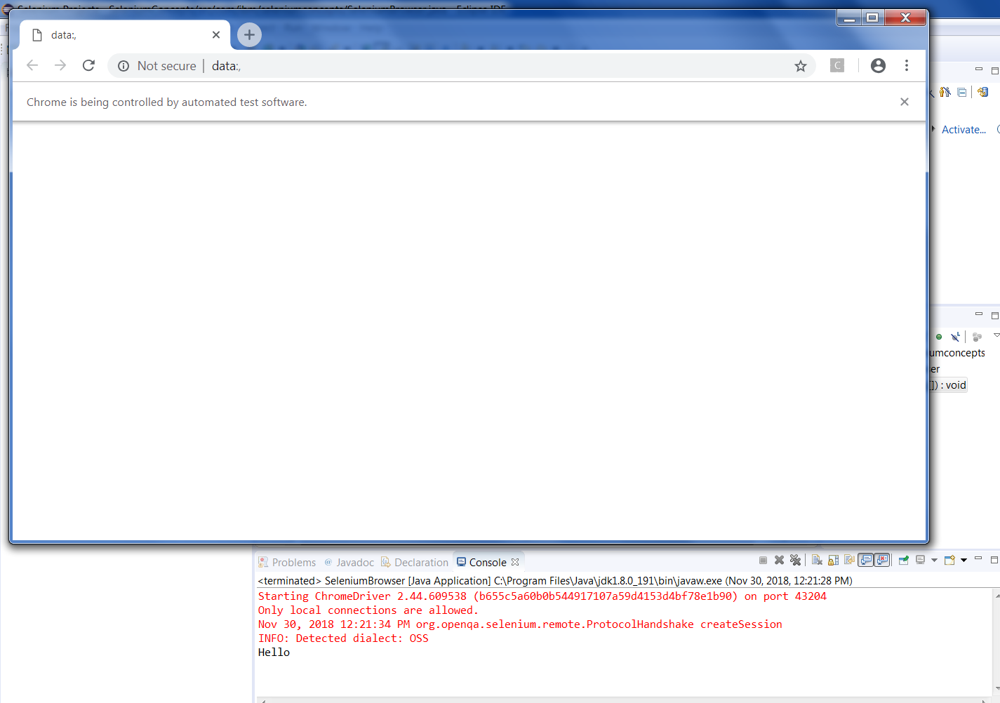 data:,
Not secure
data:,
C
Chrome is being controlled by automated test software.
Activate...
umconcepts
er
[]) : void
Problems @ Javadoc Declaration Console
<terminated> SeleniumBrowser [Java Application] C:\Program Files\Java\jdk1.8.0_191\bin\javaw.exe (Nov 30, 2018, 12:21:28 PM)
Starting ChromeDriver 2.44.609538 (b655c5a60b0b544917107a59d4153d4bf78e1b90) on port 43204
Only local connections are allowed.
Nov 30, 2018 12:21:34 PM org.openqa.selenium.remote.ProtocolHandshake createSession
INFO: Detected dialect: OSS
Hello